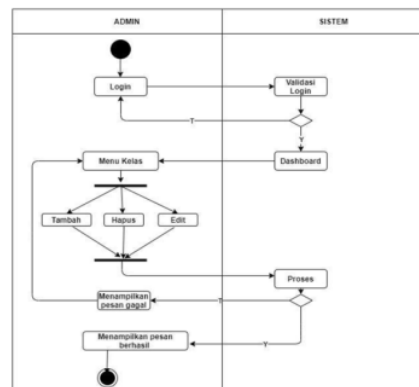 ADMIN
SISTEM
Login
Validasi
Login
T
Y
Menu Kelas
Dashboard
Tambah
Hapus
Edit
Proses
Menampilkan
pesan gagal
T
Menampilkan pesan
berhasil
Y